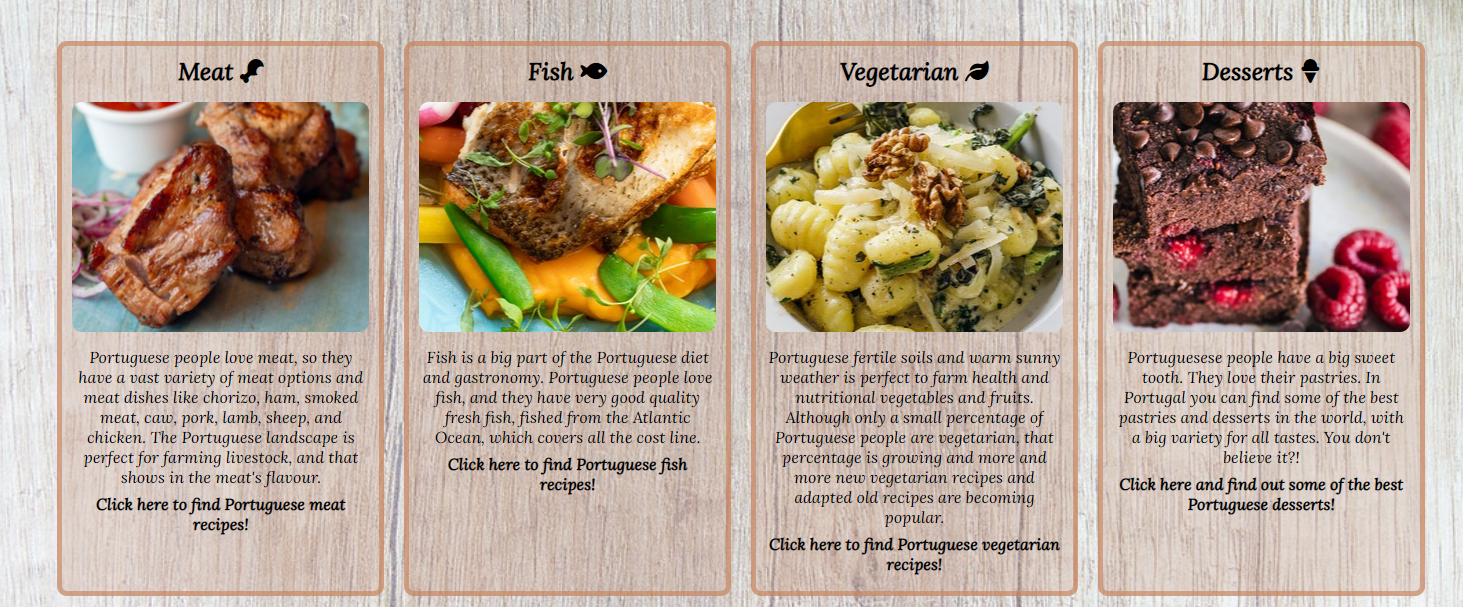 Meat
Portuguese people love meat, so they
have a vast variety of meat options and
meat dishes like chorizo, ham, smoked
meat, caw, pork, lamb, sheep, and
chicken. The Portuguese landscape is
perfect for farming livestock, and that
shows in the meat's flavour.
Click here to find Portuguese meat
recipes!
Fish
Fish is a big part of the Portuguese diet
and gastronomy. Portuguese people love
fish, and they have very good quality
fresh fish, fished from the Atlantic
Ocean, which covers all the cost line.
Click here to find Portuguese fish
recipes!
Vegetarian
Portuguese fertile soils and warm sunny
weather is perfect to farm health and
nutritional vegetables and fruits.
Although only a small percentage of
Portuguese people are vegetarian, that
percentage is growing and more and
more new vegetarian recipes and
adapted old recipes are becoming
popular.
Click here to find Portuguese vegetarian
recipes!
Desserts
Portuguesese people have a big sweet
tooth. They love their pastries. In
Portugal you can find some of the best
pastries and desserts in the world, with
a big variety for all tastes. You don't
believe it?!
Click here and find out some of the best
Portuguese desserts!